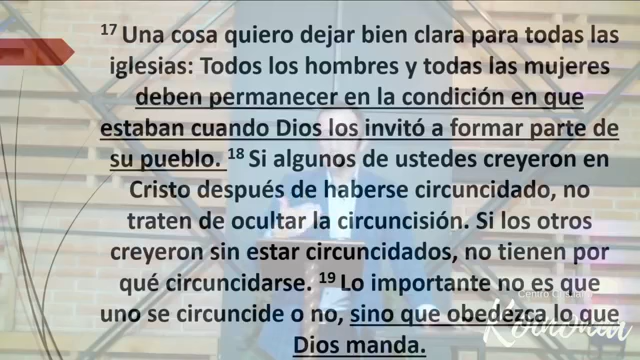 17 Una cosa quiero dejar bien clara para todas las
iglesias: Todos los hombres y todas las mujeres
deben permanecer en la condición en que
estaban cuando Dios los invitó a formar parte de
su pueblo. 18 Si algunos de ustedes creyeron en
Cristo después de haberse circuncidado, no
traten de ocultar la circuncisión. Si los otros
creyeron sin estar circuncidados, no tienen por
qué circuncidarse. 19 Lo importante no es que
uno se circuncide o no, sino que obedezca lo que
Dios manda.
Centro Cristiano
Koinonia